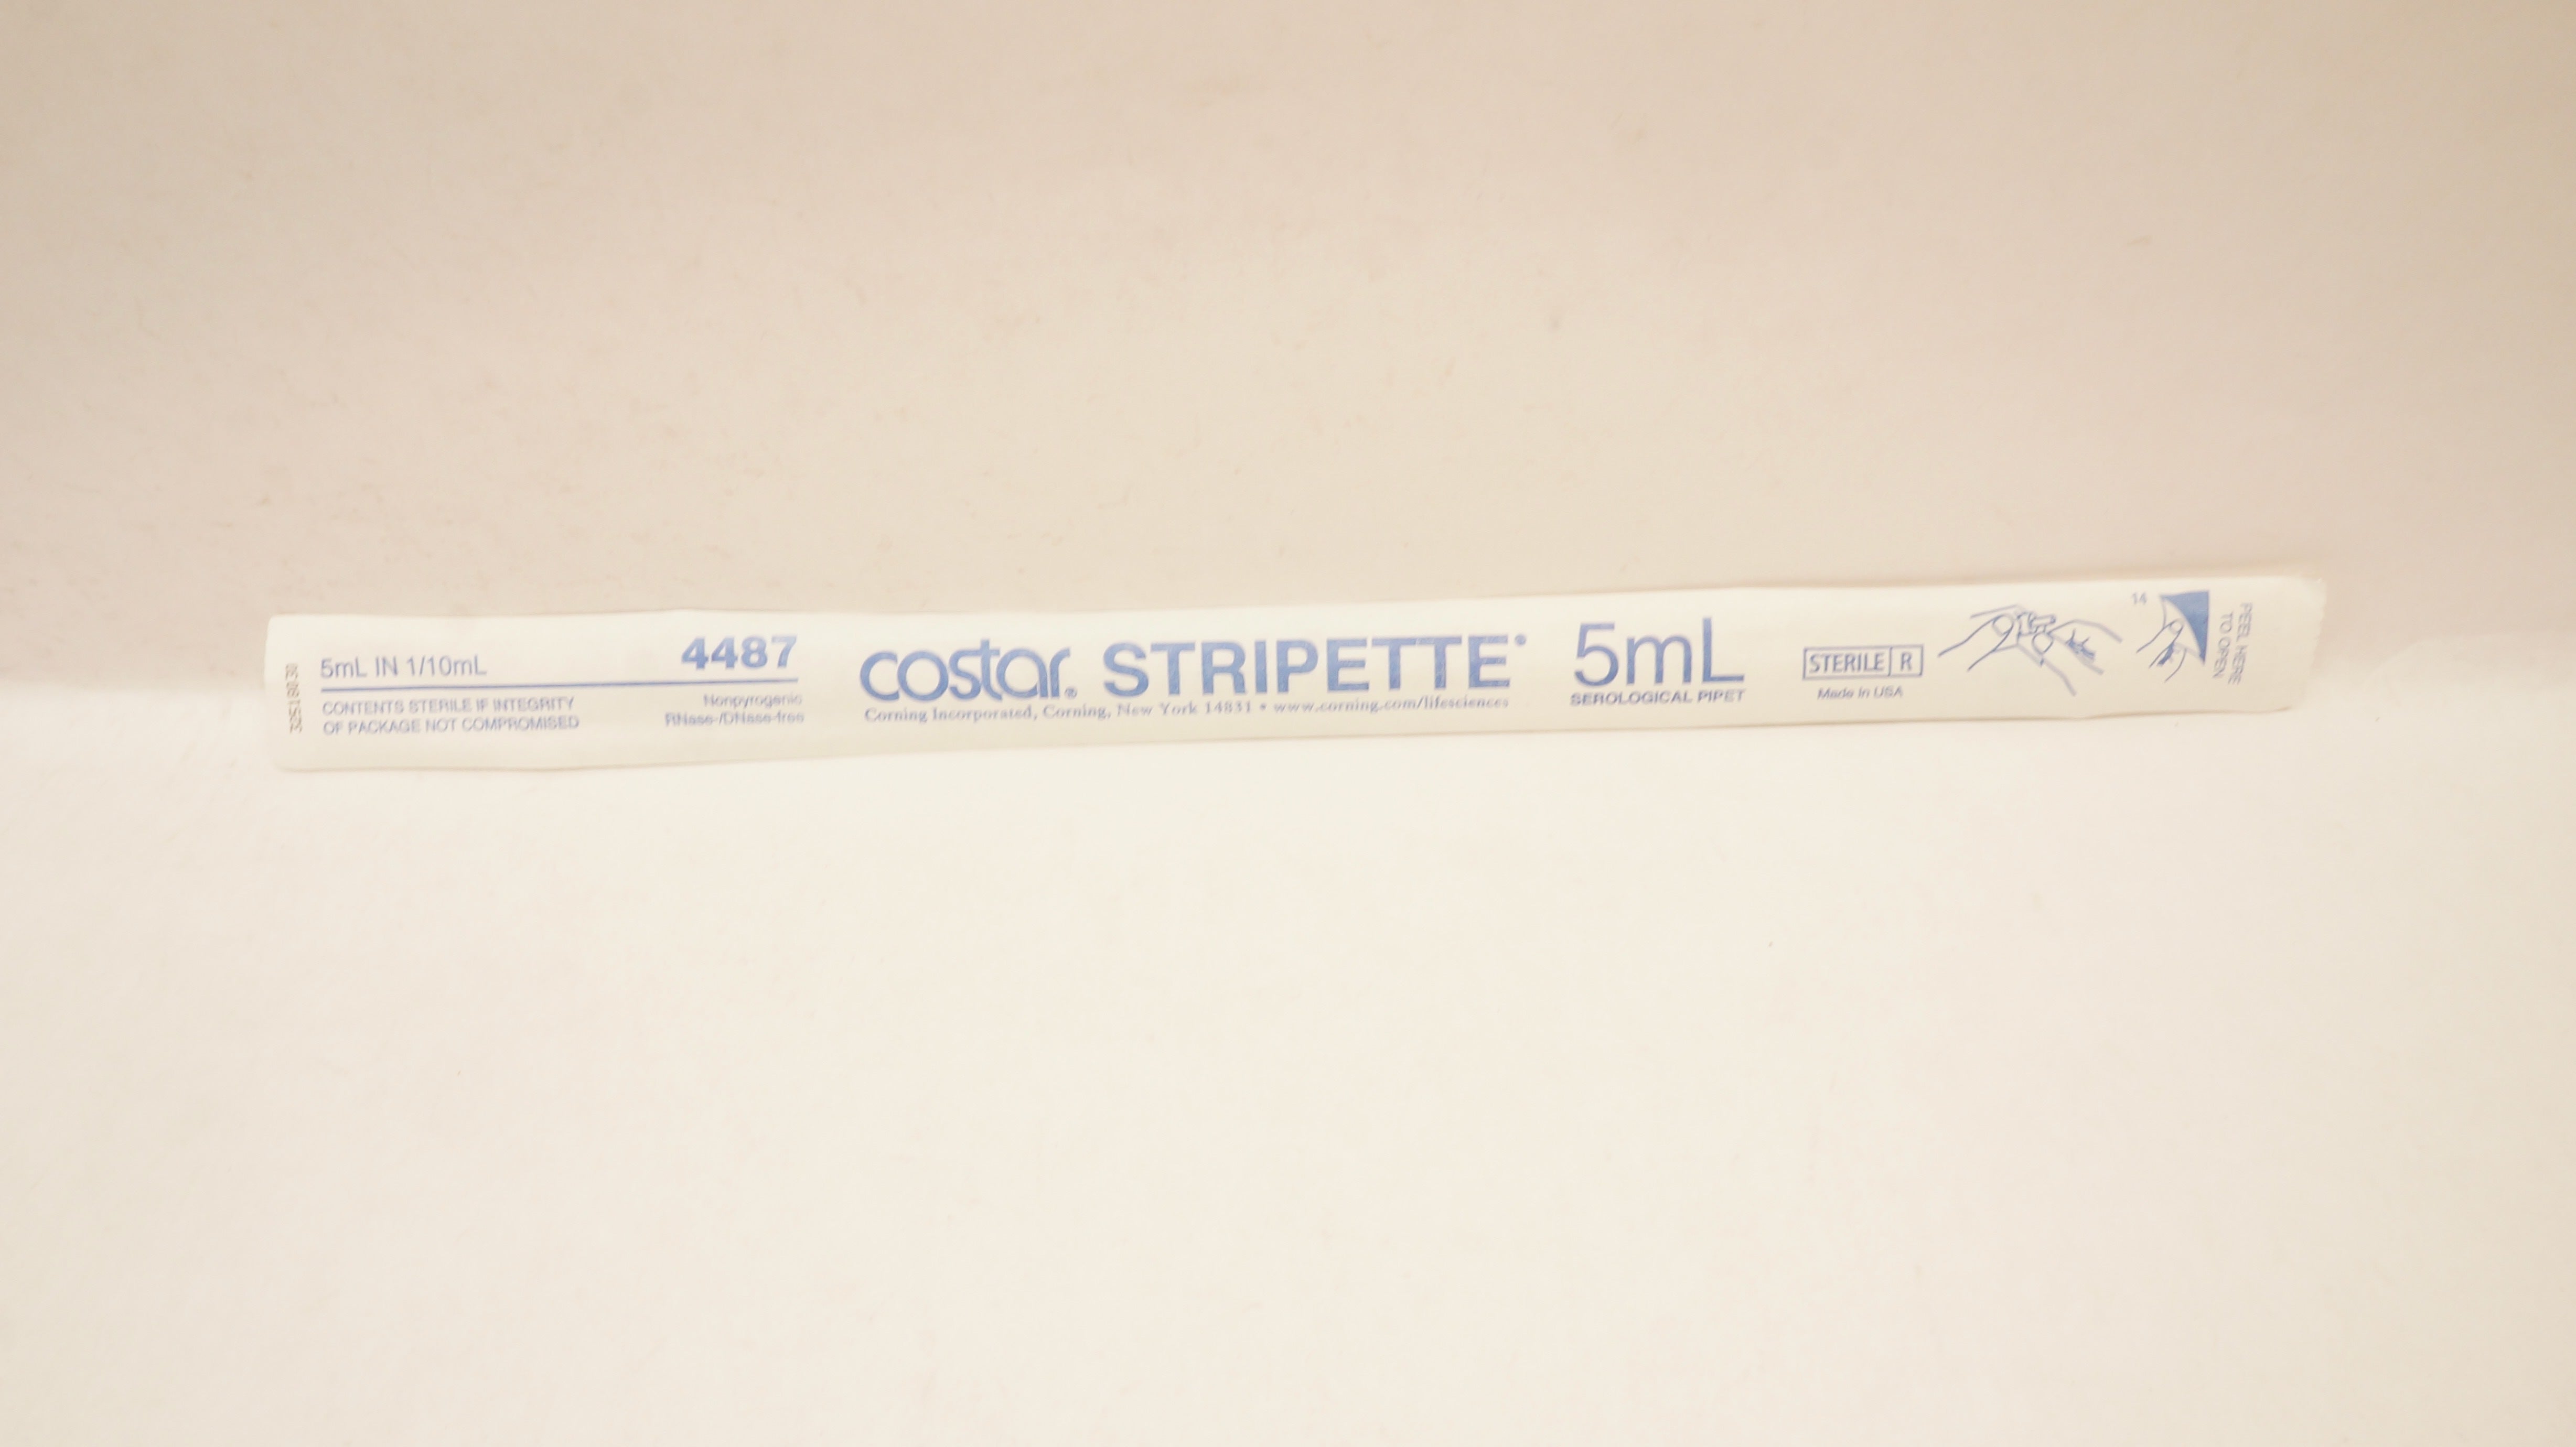 5mL IN 1/10mL
4487
CONTENTS STERILE IF INTEGRITY
OF PACKAGE NOT COMPROMISED
Nonpyrogenic
RNase-/DNase-free
costar® STRIPETTE®
Corning Incorporated, Corning, New York 14831 • www.corning.com/lifesciences
5mL
SEROLOGICAL PIPET
STERILE R
Made in USA
14
PEEL HERE
TO OPEN